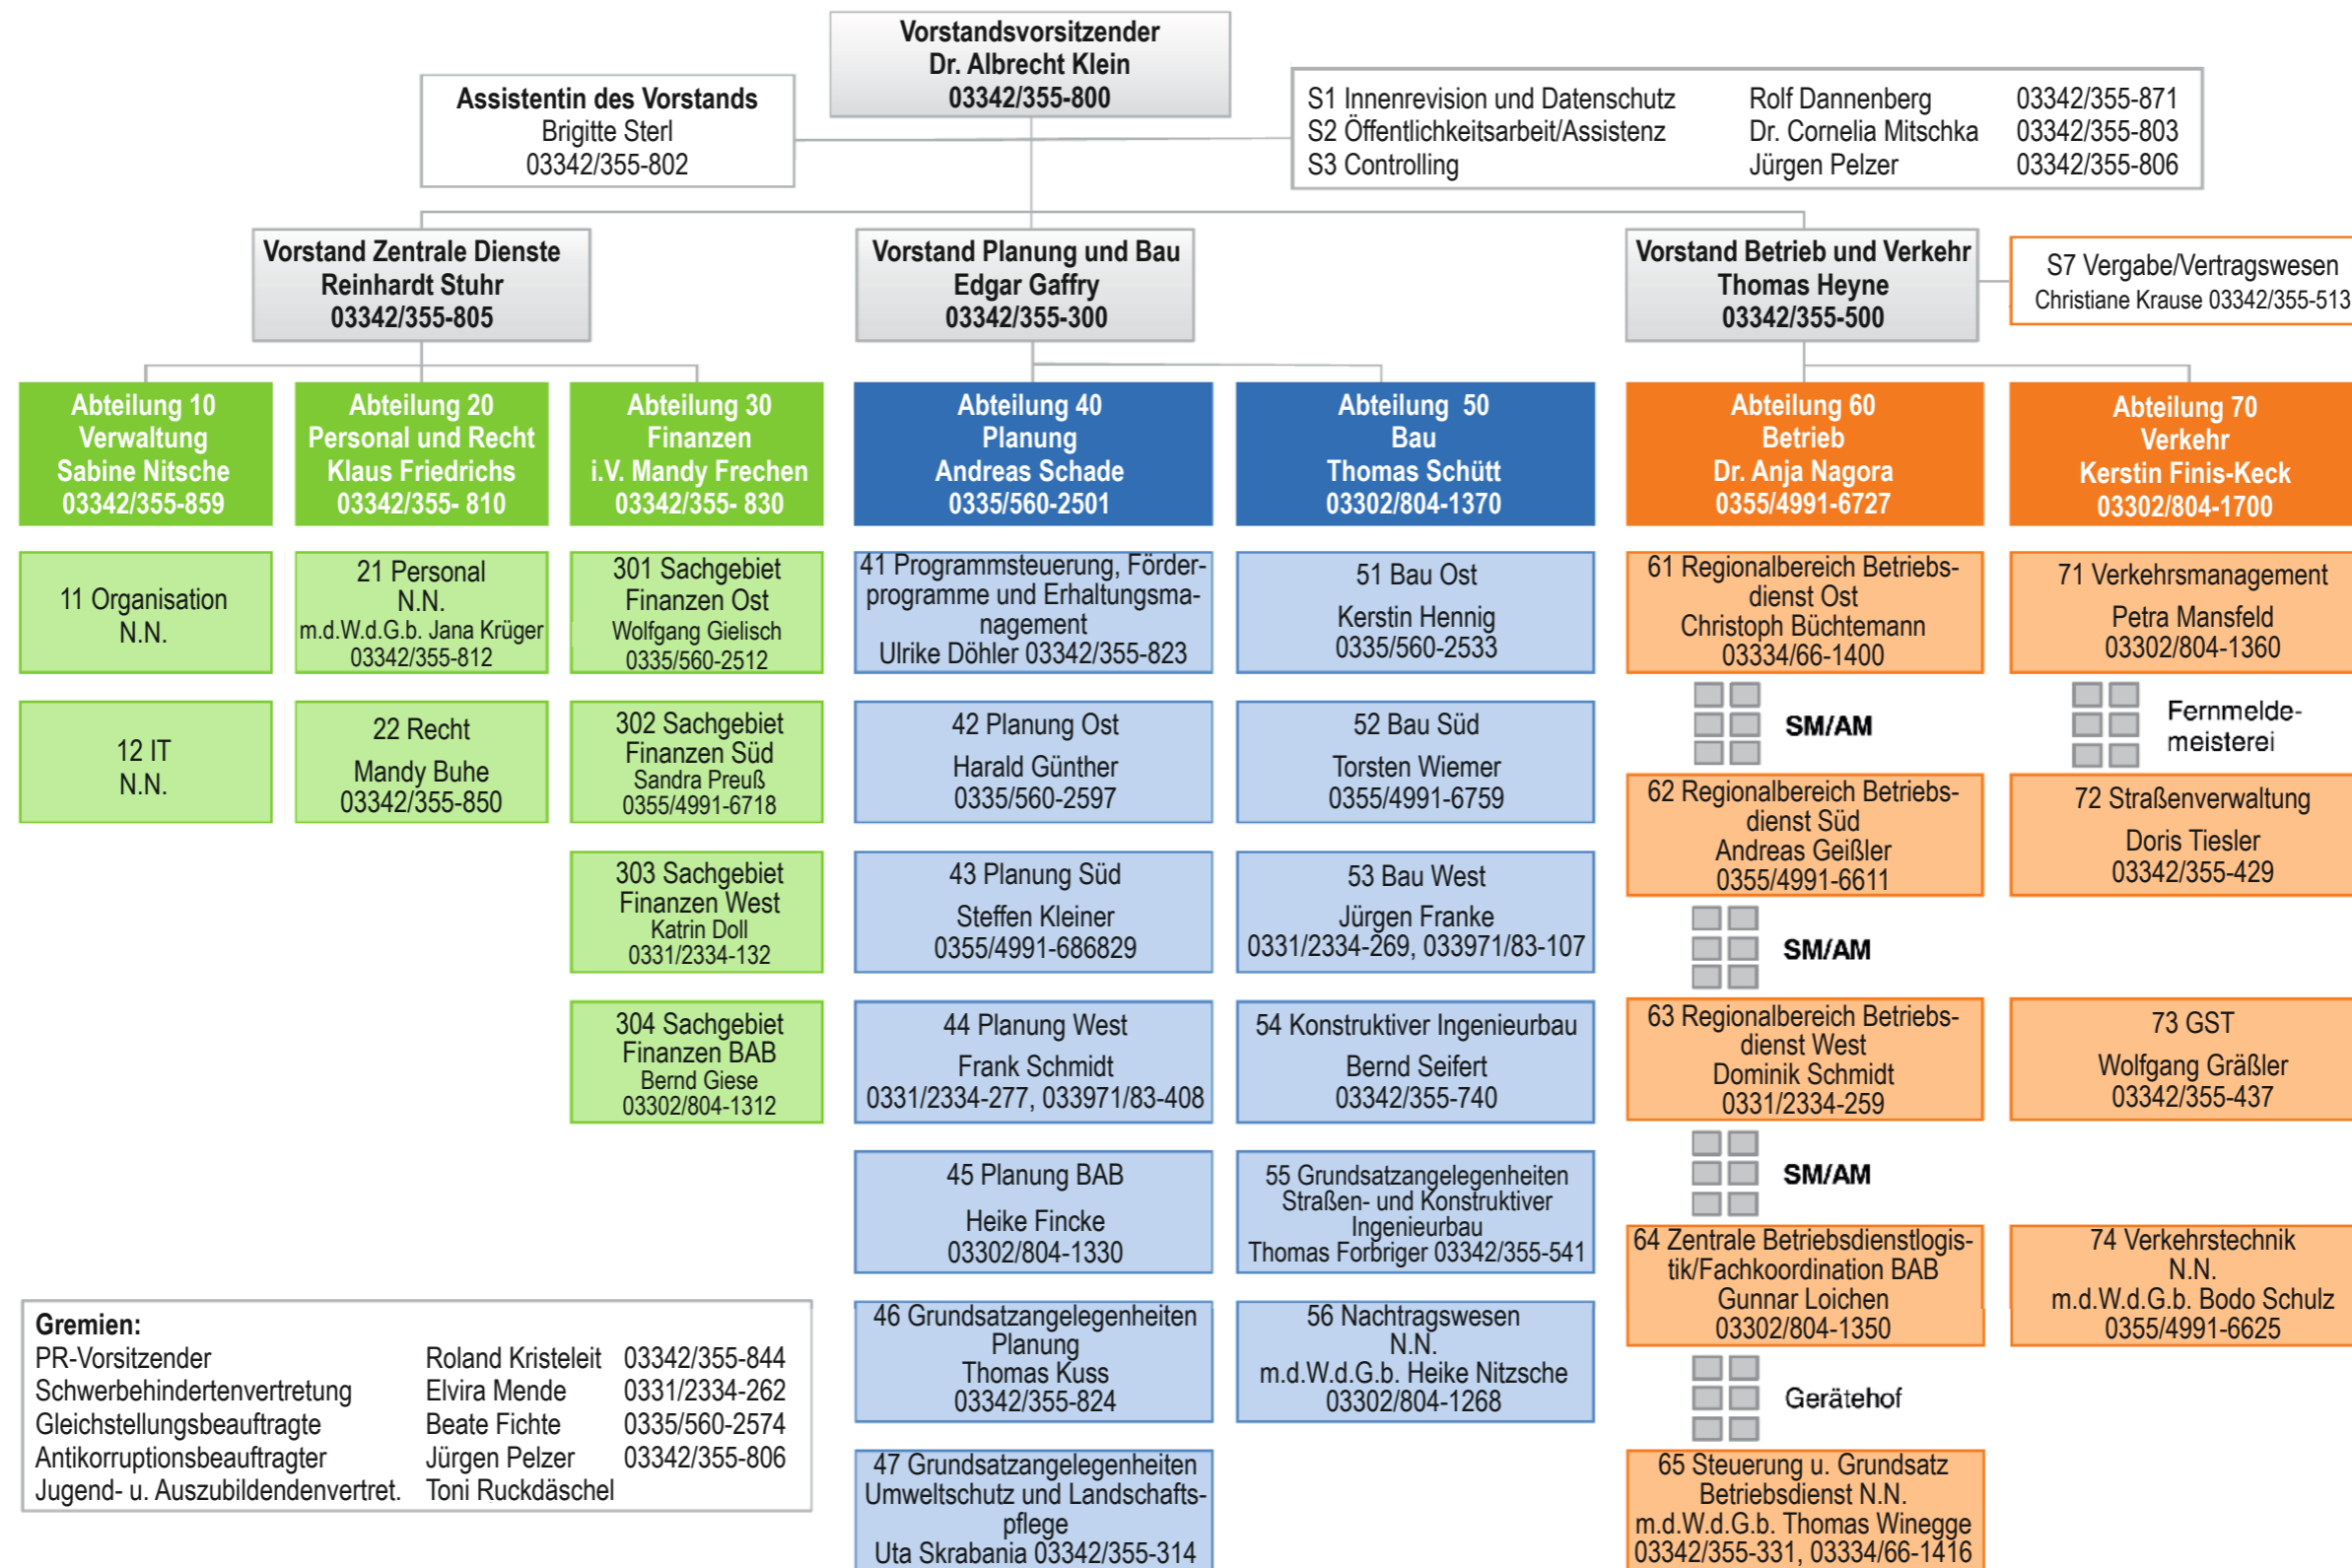 Vorstandsvorsitzender
Dr. Albrecht Klein
03342/355-800
Assistentin des Vorstands
Brigitte Sterl
03342/355-802
S1 Innenrevision und Datenschutz Rolf Dannenberg 03342/355-871
S2 Öffentlichkeitsarbeit/Assistenz Dr. Cornelia Mitschka 03342/355-803
S3 Controlling Jürgen Pelzer 03342/355-806
Vorstand Zentrale Dienste
Reinhardt Stuhr
03342/355-805
Vorstand Planung und Bau
Edgar Gaffry
03342/355-300
Vorstand Betrieb und Verkehr
Thomas Heyne
03342/355-500
S7 Vergabe/Vertragswesen
Christiane Krause 03342/355-513
Abteilung 10
Verwaltung
Sabine Nitsche
03342/355-859
Abteilung 20
Personal und Recht
Klaus Friedrichs
03342/355- 810
Abteilung 30
Finanzen
i.V. Mandy Frechen
03342/355- 830
Abteilung 40
Planung
Andreas Schade
0335/560-2501
Abteilung 50
Bau
Thomas Schütt
03302/804-1370
Abteilung 60
Betrieb
Dr. Anja Nagora
0355/4991-6727
Abteilung 70
Verkehr
Kerstin Finis-Keck
03302/804-1700
11 Organisation
N.N.
12 IT
N.N.
21 Personal
N.N.
m.d.W.d.G.b. Jana Krüger
03342/355-812
22 Recht
Mandy Buhe
03342/355-850
301 Sachgebiet
Finanzen Ost
Wolfgang Gielisch
0335/560-2512
302 Sachgebiet
Finanzen Süd
Sandra Preuß
0355/4991-6718
303 Sachgebiet
Finanzen West
Katrin Doll
0331/2334-132
304 Sachgebiet
Finanzen BAB
Bernd Giese
03302/804-1312
41 Programmsteuerung, Förder-
programme und Erhaltungsma-
nagement
Ulrike Döhler 03342/355-823
42 Planung Ost
Harald Günther
0335/560-2597
43 Planung Süd
Steffen Kleiner
0355/4991-686829
44 Planung West
Frank Schmidt
0331/2334-277, 033971/83-408
45 Planung BAB
Heike Fincke
03302/804-1330
46 Grundsatzangelegenheiten
Planung
Thomas Kuss
03342/355-824
47 Grundsatzangelegenheiten
Umweltschutz und Landschafts-
pflege
Uta Skrabania 03342/355-314
51 Bau Ost
Kerstin Hennig
0335/560-2533
52 Bau Süd
Torsten Wiemer
0355/4991-6759
53 Bau West
Jürgen Franke
0331/2334-269, 033971/83-107
54 Konstruktiver Ingenieurbau
Bernd Seifert
03342/355-740
55 Grundsatzangelegenheiten
Straßen- und Konstruktiver
Ingenieurbau
Thomas Forbriger 03342/355-541
56 Nachtragswesen
N.N.
m.d.W.d.G.b. Heike Nitzsche
03302/804-1268
61 Regionalbereich Betriebs-
dienst Ost
Christoph Büchtemann
03334/66-1400
SM/AM
62 Regionalbereich Betriebs-
dienst Süd
Andreas Geißler
0355/4991-6611
SM/AM
63 Regionalbereich Betriebs-
dienst West
Dominik Schmidt
0331/2334-259
SM/AM
64 Zentrale Betriebsdienstlogis-
tik/Fachkoordination BAB
Gunnar Loichen
03302/804-1350
Gerätehof
65 Steuerung u. Grundsatz
Betriebsdienst N.N.
m.d.W.d.G.b. Thomas Winegge
03342/355-331, 03334/66-1416
71 Verkehrsmanagement
Petra Mansfeld
03302/804-1360
Fernmelde-
meisterei
72 Straßenverwaltung
Doris Tiesler
03342/355-429
73 GST
Wolfgang Gräßler
03342/355-437
74 Verkehrstechnik
N.N.
m.d.W.d.G.b. Bodo Schulz
0355/4991-6625
Gremien:
PR-Vorsitzender Roland Kristeleit 03342/355-844
Schwerbehindertenvertretung Elvira Mende 0331/2334-262
Gleichstellungsbeauftragte Beate Fichte 0335/560-2574
Antikorruptionsbeauftragter Jürgen Pelzer 03342/355-806
Jugend- u. Auszubildendenvertret. Toni Ruckdäschel